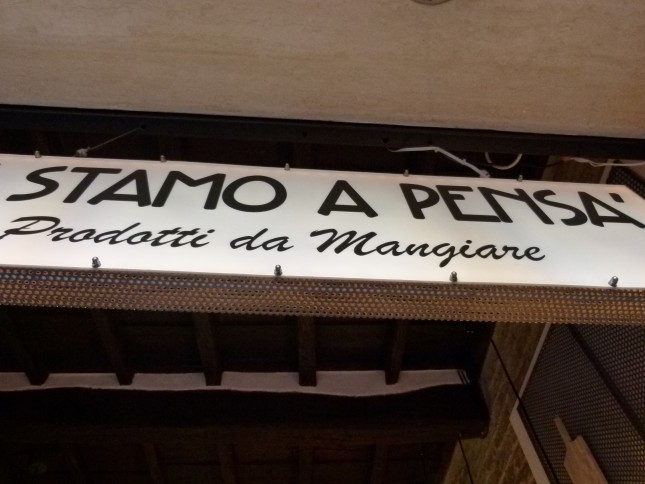 STAMO A PENSA'
Prodotti da Mangiare